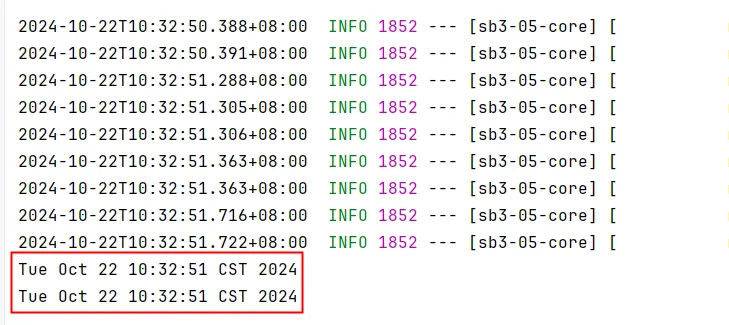 2024-10-22T10:32:50.388+08:00  INFO 1852 --- [sb3-05-core] [
2024-10-22T10:32:50.391+08:00  INFO 1852 --- [sb3-05-core] [
2024-10-22T10:32:51.288+08:00  INFO 1852 --- [sb3-05-core] [
2024-10-22T10:32:51.305+08:00  INFO 1852 --- [sb3-05-core] [
2024-10-22T10:32:51.306+08:00  INFO 1852 --- [sb3-05-core] [
2024-10-22T10:32:51.363+08:00  INFO 1852 --- [sb3-05-core] [
2024-10-22T10:32:51.363+08:00  INFO 1852 --- [sb3-05-core] [
2024-10-22T10:32:51.716+08:00  INFO 1852 --- [sb3-05-core] [
2024-10-22T10:32:51.722+08:00  INFO 1852 --- [sb3-05-core] [
Tue Oct 22 10:32:51 CST 2024
Tue Oct 22 10:32:51 CST 2024